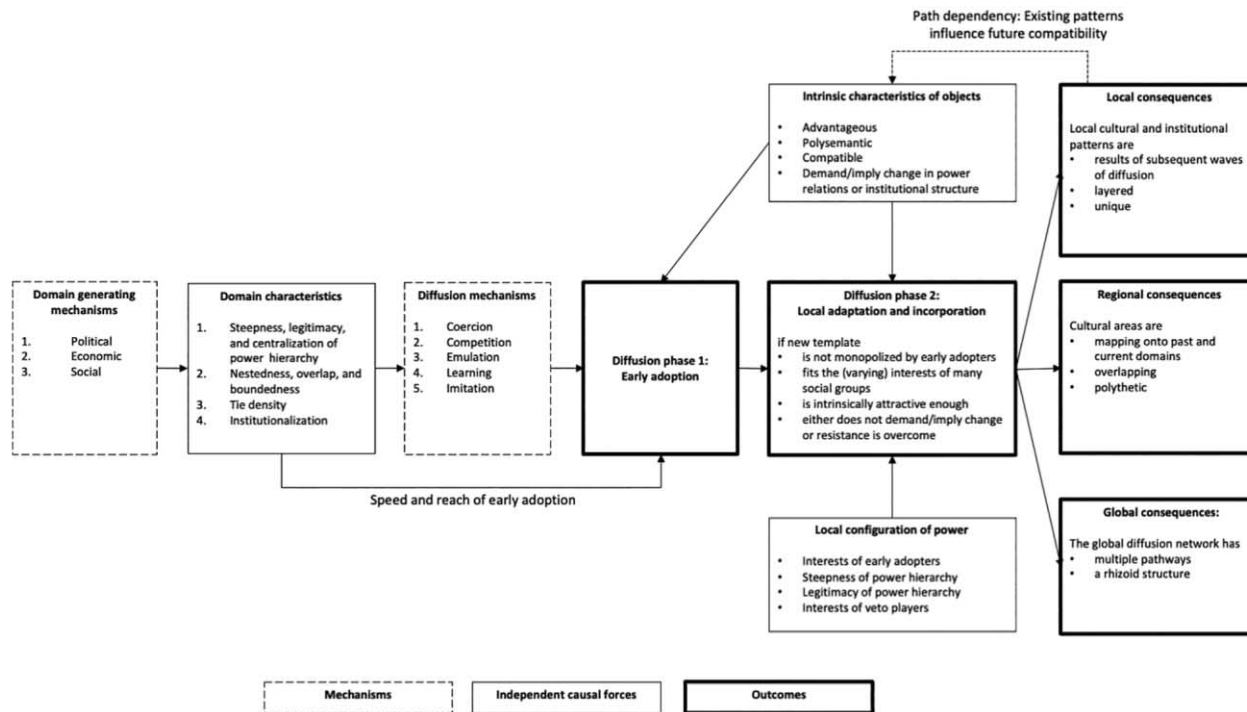 Path dependency: Existing patterns
influence future compatibility
Intrinsic characteristics of objects
• Advantageous
• Polysemantic
• Compatible
• Demand/imply change in power
relations or institutional structure
Local consequences
Local cultural and institutional
patterns are
• results of subsequent waves
of diffusion
• layered
• unique
Domain generating
mechanisms
1. Political
2. Economic
3. Social
Domain characteristics
1. Steepness, legitimacy,
and centralization of
power hierarchy
2. Nestedness, overlap, and
boundedness
3. Tie density
4. Institutionalization
Diffusion mechanisms
1. Coercion
2. Competition
3. Emulation
4. Learning
5. Imitation
Diffusion phase 1:
Early adoption
Diffusion phase 2:
Local adaptation and incorporation
if new template
• is not monopolized by early adopters
• fits the (varying) interests of many
social groups
• is intrinsically attractive enough
• either does not demand/imply change
or resistance is overcome
Regional consequences
Cultural areas are
• mapping onto past and
current domains
• overlapping
• polythetic
Speed and reach of early adoption
Local configuration of power
• Interests of early adopters
• Steepness of power hierarchy
• Legitimacy of power hierarchy
• Interests of veto players
Global consequences:
The global diffusion network has
• multiple pathways
• a rhizoid structure
Mechanisms
Independent causal forces
Outcomes